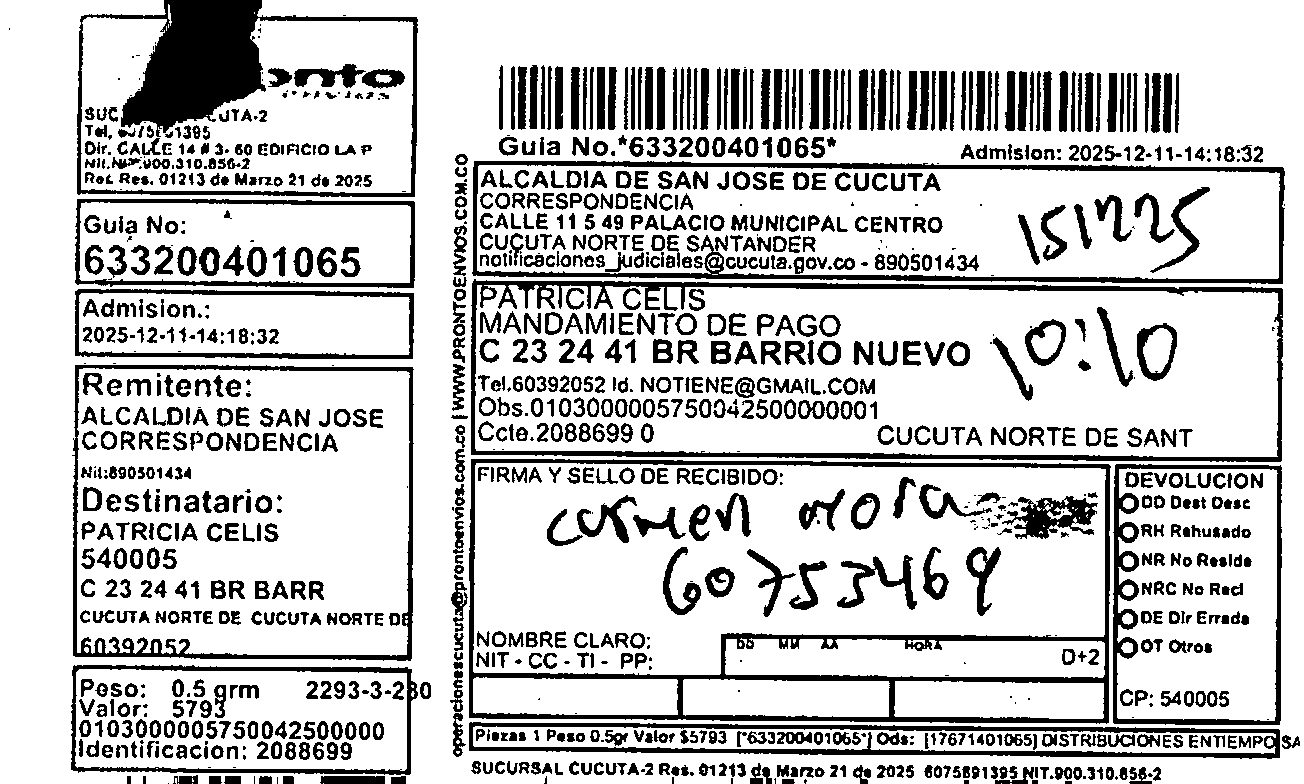 onto
CUTA-2
Tel.
Dir. CALLE 14 # 3- 60 EDIFICIO LA P
900.310.856-2
Res. 01213 de Marzo 21 de 2025
Guia No:
633200401065
Admision.:
2025-12-11-14:18:32
Remitente:
ALCALDIA DE SAN JOSE
CORRESPONDENCIA
Nit:890501434
Destinatario:
PATRICIA CELIS
540005
C 23 24 41 BR BARR
CUCUTA NORTE DE CUCUTA NORTE DE
60392052
Peso: 0.5 grm 2293-3-280
Valor: 5793
0103000005750042500000
Identificacion: 2088699
operacionescucuta@prontoenvios.com.co | WWW.PRONTOENVIOS.COM.CO
Guia No.*633200401065* Admision: 2025-12-11-14:18:32
ALCALDIA DE SAN JOSE DE CUCUTA
CORRESPONDENCIA
CALLE 11 5 49 PALACIO MUNICIPAL CENTRO
CUCUTA NORTE DE SANTANDER
notificaciones_judiciales@cucuta.gov.co - 890501434
151225
PATRICIA CELIS
MANDAMIENTO DE PAGO
C 23 24 41 BR BARRIO NUEVO
10:10
Tel.60392052 Id. NOTIENE@GMAIL.COM
Obs.0103000005750042500000001
Ccte.2088699 0 CUCUTA NORTE DE SANT
FIRMA Y SELLO DE RECIBIDO:
carmen mora
60753469
NOMBRE CLARO:
NIT - CC - TI - PP:
DD MM AA HORA
D+2
DEVOLUCION
DD Dest Desc
RH Rehusado
NR No Reside
NRC No Recl
DE Dir Errada
OT Otros
CP: 540005
Piezas 1 Peso 0.5gr Valor $5793 [*633200401065*] Ods: [17671401065] DISTRIBUCIONES ENTIEMPO SA
SUCURSAL CUCUTA-2 Res. 01213 de Marzo 21 de 2025 6075891395 NIT.900.310.856-2